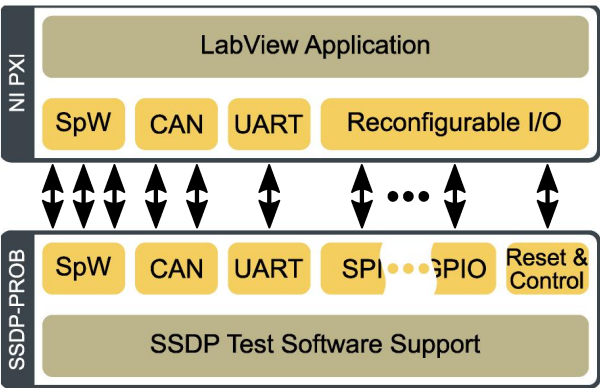 NI PXI
LabView Application
SpW
CAN
UART
Reconfigurable I/O
SSDP-PROB
SpW
CAN
UART
SPI
GPIO
Reset &
Control
SSDP Test Software Support